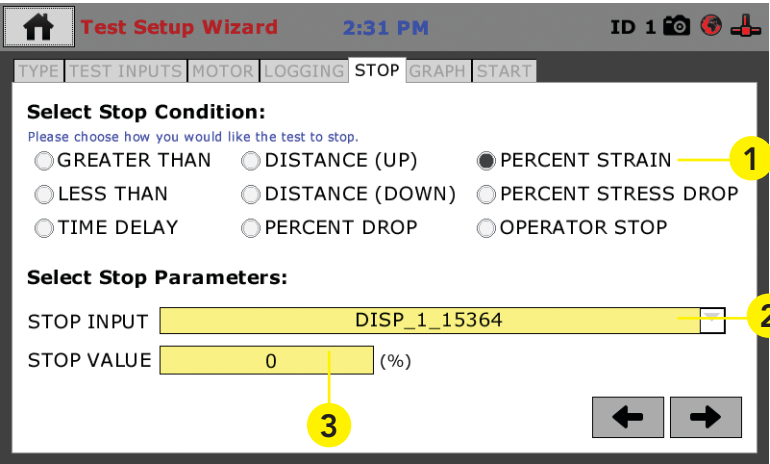 Test Setup Wizard 2:31 PM ID 1
TYPE TEST INPUTS MOTOR LOGGING STOP GRAPH START
Select Stop Condition:
Please choose how you would like the test to stop.
GREATER THAN DISTANCE (UP) PERCENT STRAIN 1
LESS THAN DISTANCE (DOWN) PERCENT STRESS DROP
TIME DELAY PERCENT DROP OPERATOR STOP
Select Stop Parameters:
STOP INPUT DISP_1_15364 2
STOP VALUE 0 (%)
3